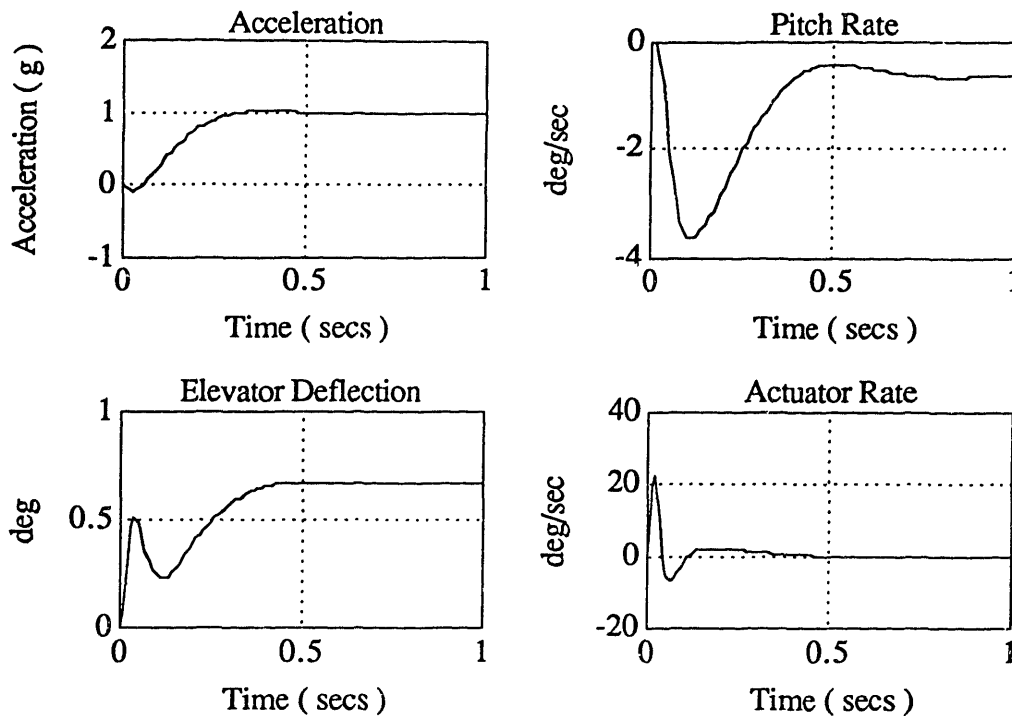 Acceleration
Acceleration ( g )
2
1
0
-1
0 0.5 1
Time ( secs )
Pitch Rate
deg/sec
0
-2
-4
0 0.5 1
Time ( secs )
Elevator Deflection
deg
1
0.5
0
0 0.5 1
Time ( secs )
Actuator Rate
deg/sec
40
20
0
-20
0 0.5 1
Time ( secs )